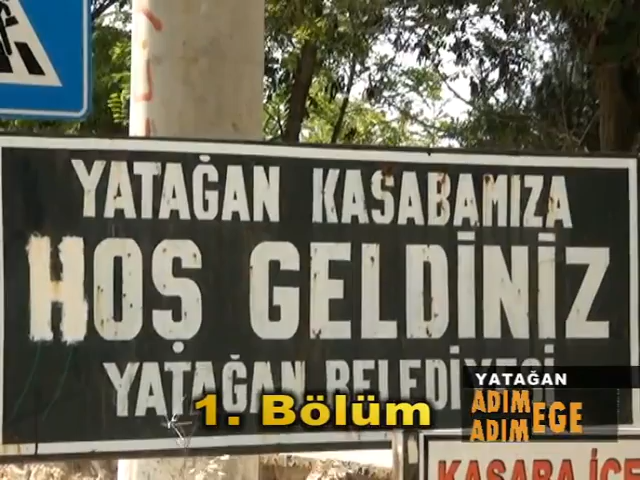 YATAĞAN KASABAMIZA
HOŞ GELDİNİZ
YATAĞAN BELEDİYESİ
1. Bölüm
YATAĞAN
ADIM
ADIM EGE
KASABA İÇE